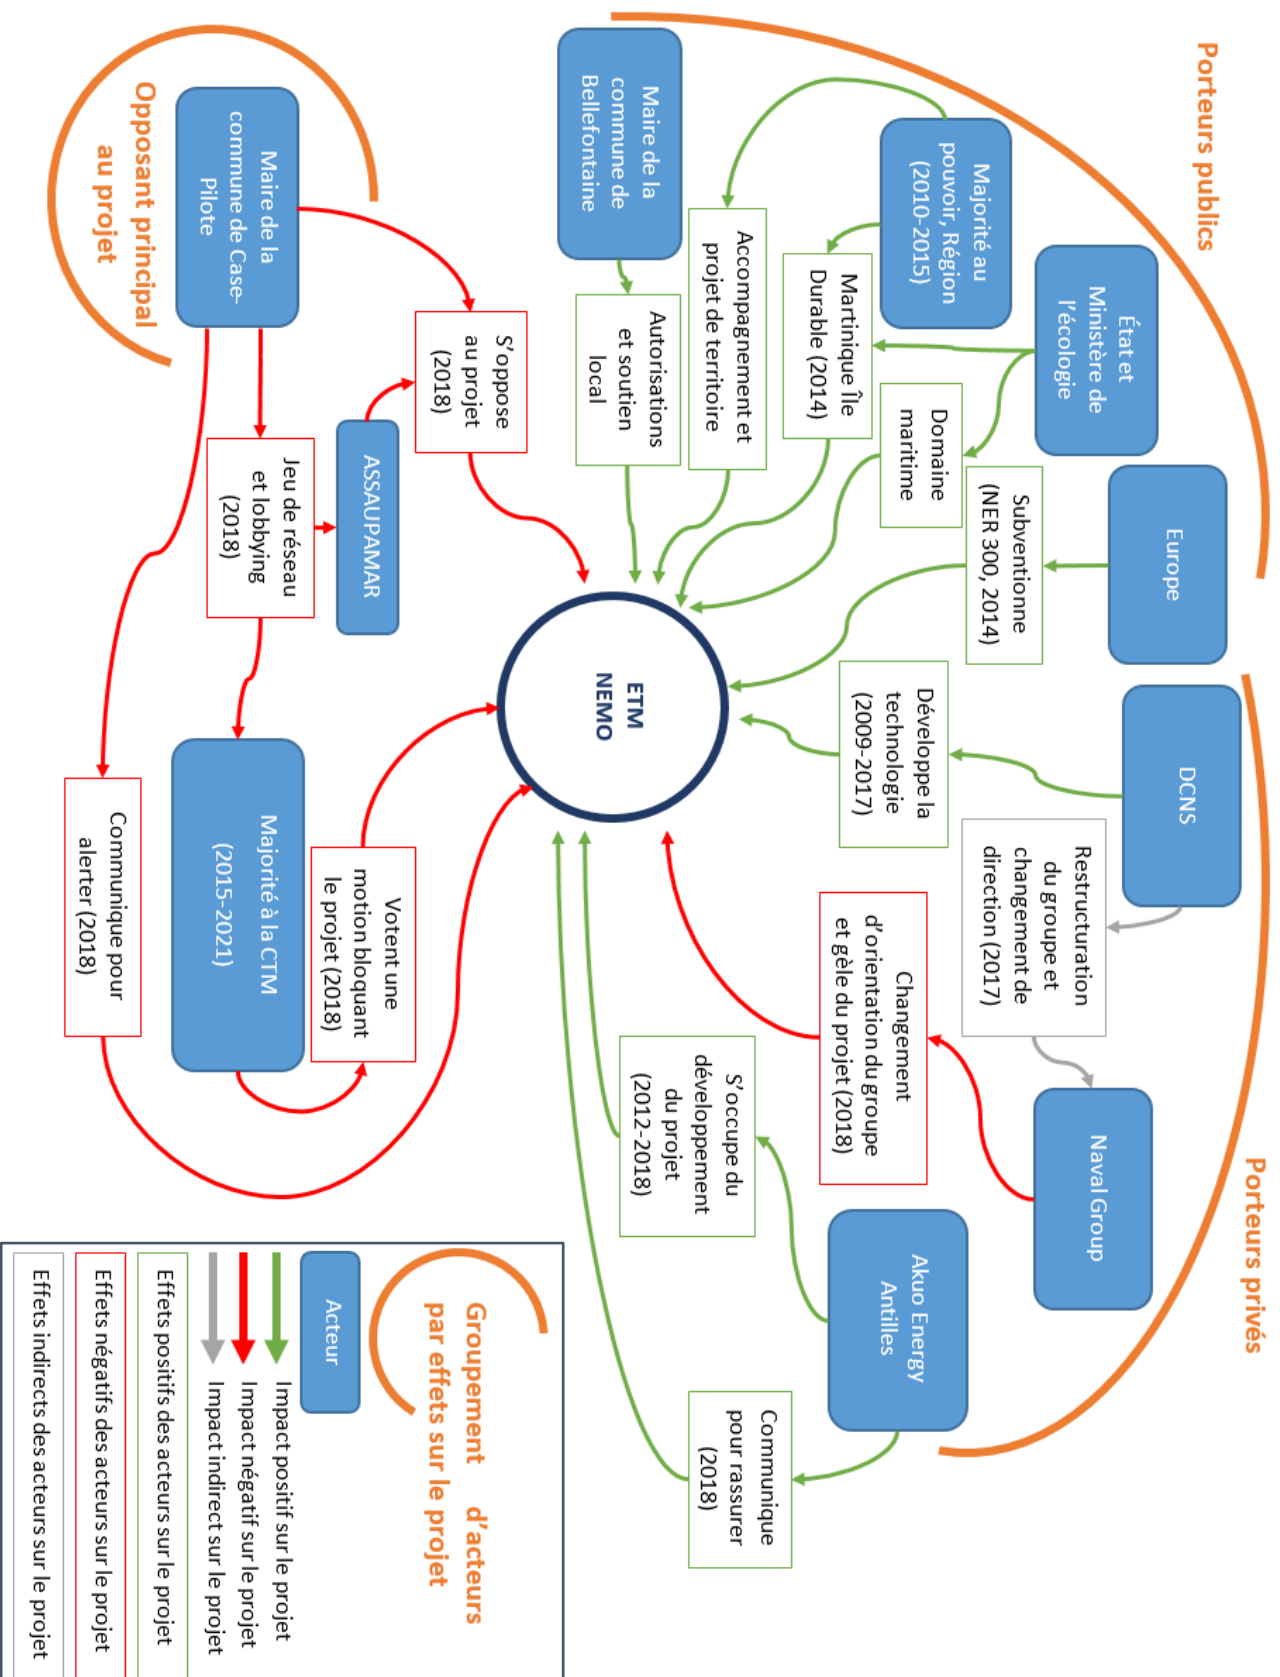 Porteurs publics
Porteurs privés
Europe
DCNS
État et
Ministère de
l'écologie
Naval Group
Majorité au
pouvoir, Région
(2010-2015)
Subventionne
(NER 300, 2014)
Restructuration
du groupe et
changement de
direction (2017)
Akuo Energy
Antilles
Domaine
maritime
Développe la
technologie
(2009-2017)
Changement
d'orientation du groupe
et gèle du projet (2018)
Martinique Île
Durable (2014)
Accompagnement et
projet de territoire
S'occupe du
développement
du projet
(2012-2018)
Communique
pour rassurer
(2018)
Maire de la
commune de
Bellefontaine
Autorisations
et soutien
local
ETM
NEMO
S'oppose
au projet
(2018)
ASSAUPAMAR
Votent une
motion bloquant
le projet (2018)
Maire de la
commune de Case-
Pilote
Jeu de réseau
et lobbying
(2018)
Majorité à la CTM
(2015-2021)
Opposant principal
au projet
Communique pour
alerter (2018)
Groupement d'acteurs
par effets sur le projet
Acteur
Impact positif sur le projet
Impact négatif sur le projet
Impact indirect sur le projet
Effets positifs des acteurs sur le projet
Effets négatifs des acteurs sur le projet
Effets indirects des acteurs sur le projet